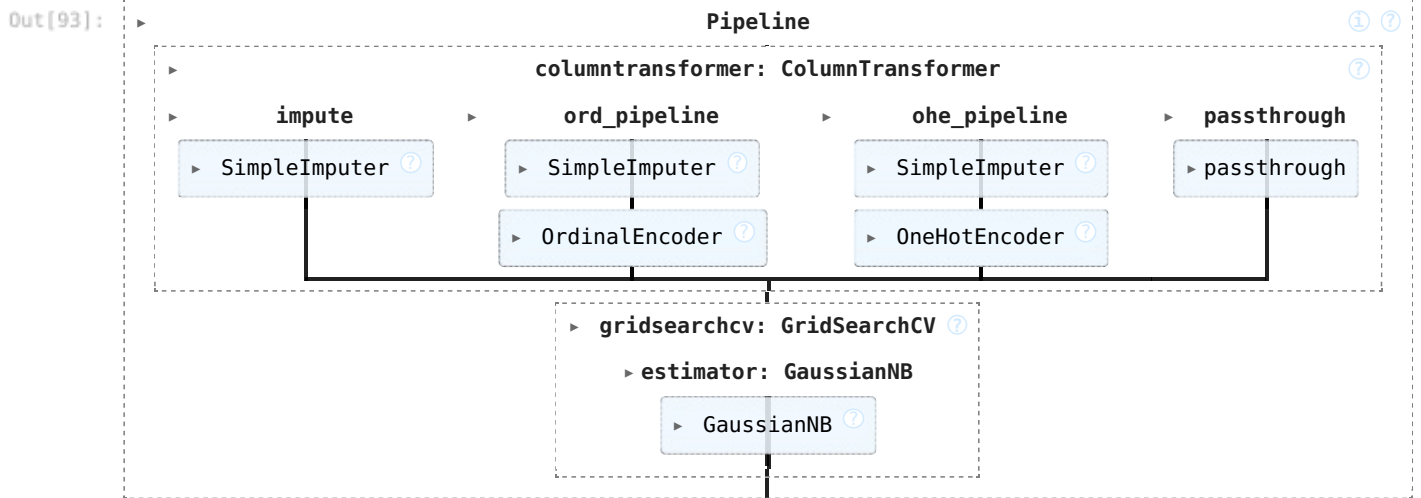 Out[93]:
▸ Pipeline i ?
▸ columntransformer: ColumnTransformer ?
▸ impute ▸ ord_pipeline ▸ ohe_pipeline ▸ passthrough
▸ SimpleImputer ? ▸ SimpleImputer ? ▸ SimpleImputer ? ▸ passthrough
▸ OrdinalEncoder ? ▸ OneHotEncoder ?
▸ gridsearchcv: GridSearchCV ?
▸ estimator: GaussianNB
▸ GaussianNB ?